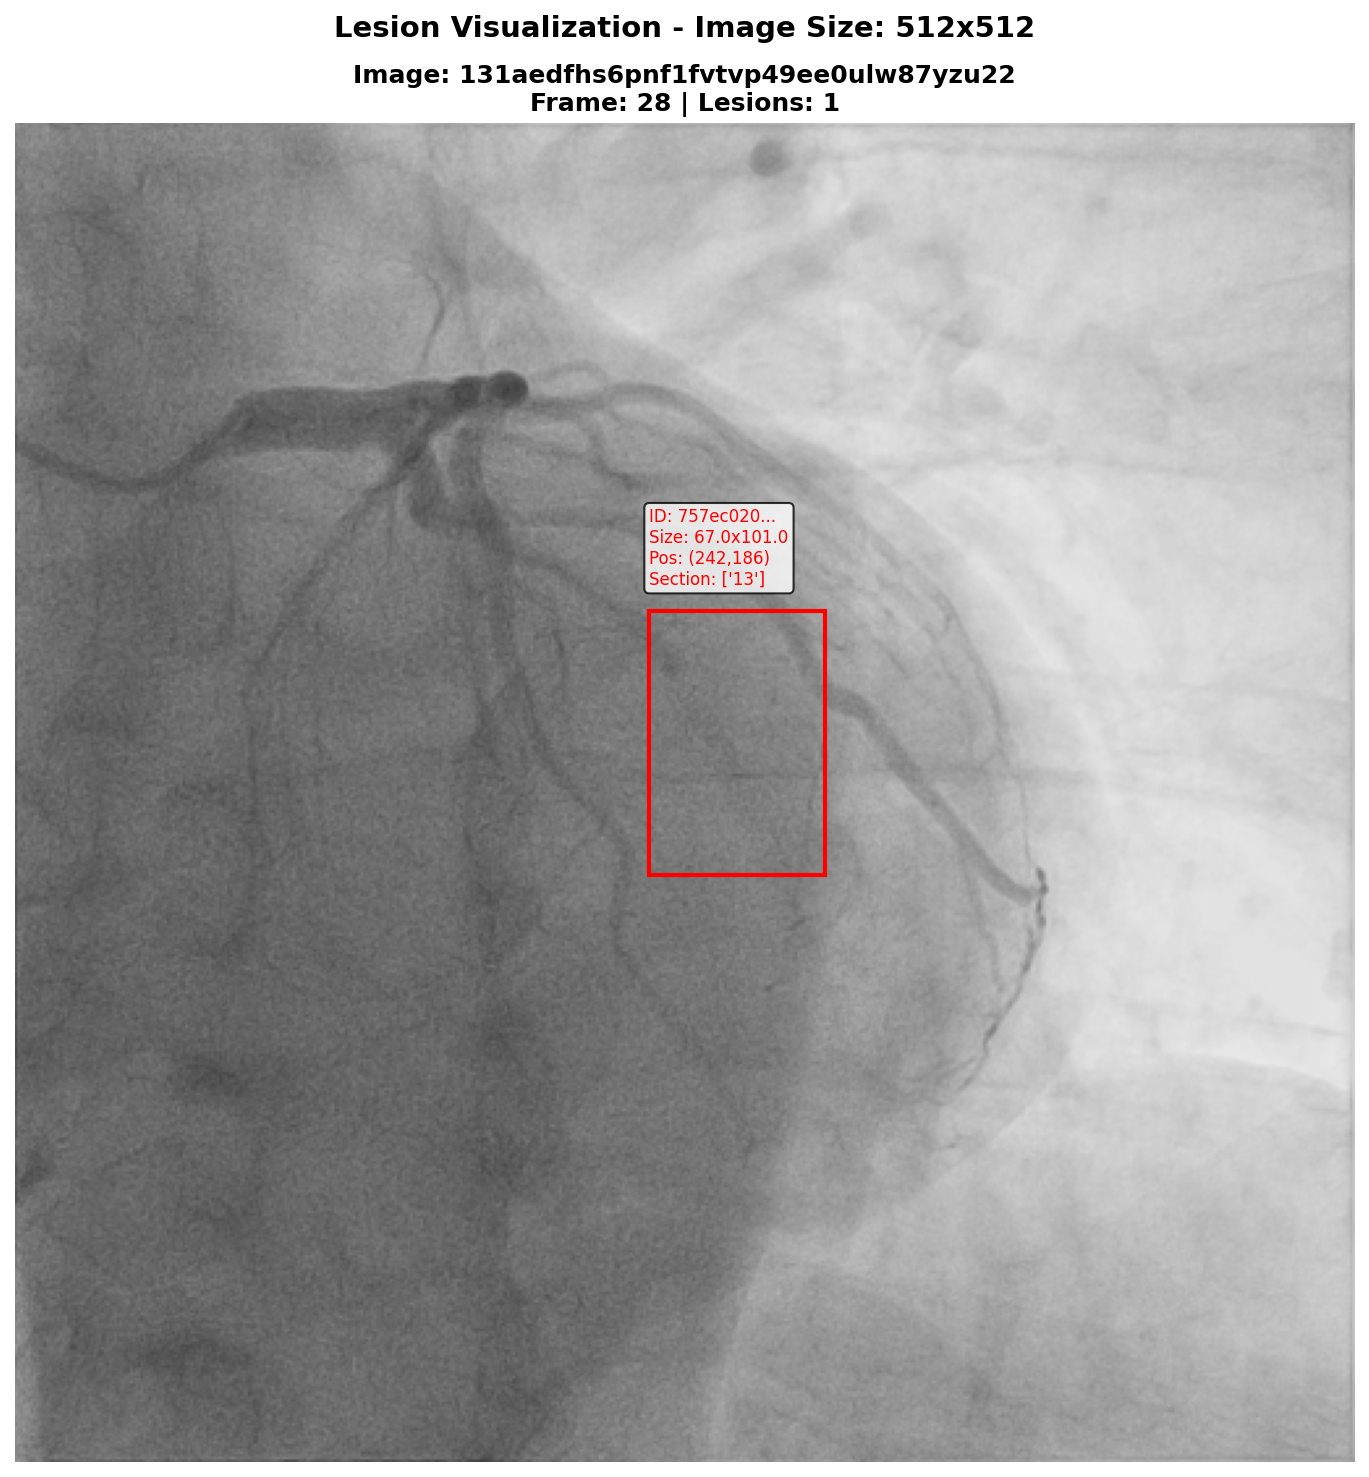 Lesion Visualization - Image Size: 512x512
Image: 131aedfhs6pnf1fvtvp49ee0ulw87yzu22
Frame: 28 | Lesions: 1
ID: 757ec020...
Size: 67.0x101.0
Pos: (242,186)
Section: ['13']